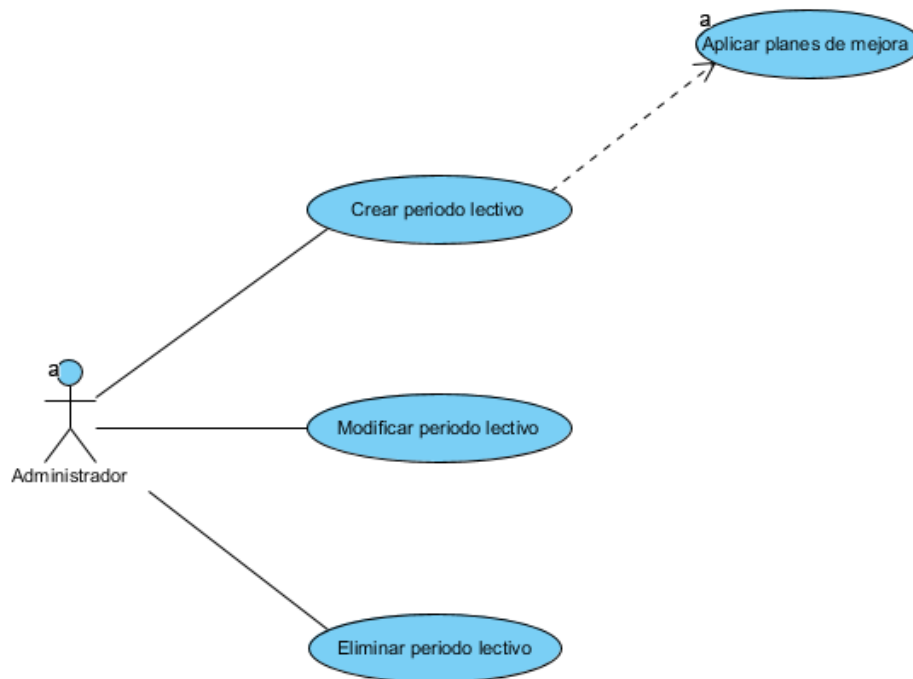 a
Aplicar planes de mejora
Crear periodo lectivo
a
Modificar periodo lectivo
Administrador
Eliminar periodo lectivo